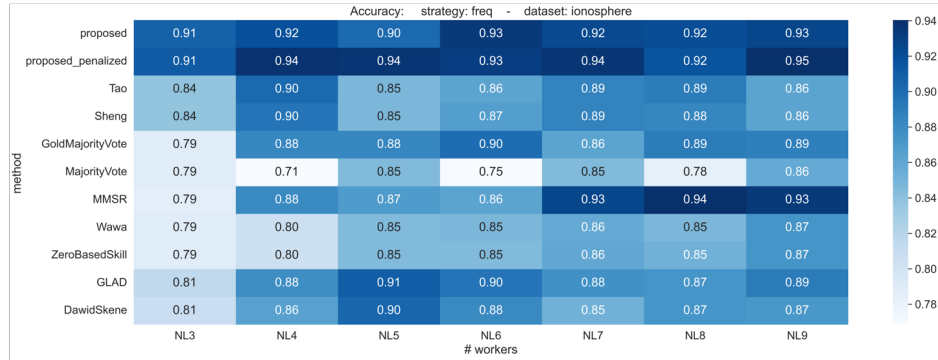 Accuracy: strategy: freq - dataset: ionosphere
method
proposed 0.91 0.92 0.90 0.93 0.92 0.92 0.93
proposed_penalized 0.91 0.94 0.94 0.93 0.94 0.92 0.95
Tao 0.84 0.90 0.85 0.86 0.89 0.89 0.86
Sheng 0.84 0.90 0.85 0.87 0.89 0.88 0.86
GoldMajorityVote 0.79 0.88 0.88 0.90 0.86 0.89 0.89
MajorityVote 0.79 0.71 0.85 0.75 0.85 0.78 0.86
MMSR 0.79 0.88 0.87 0.86 0.93 0.94 0.93
Wawa 0.79 0.80 0.85 0.85 0.86 0.85 0.87
ZeroBasedSkill 0.79 0.80 0.85 0.85 0.86 0.85 0.87
GLAD 0.81 0.88 0.91 0.90 0.88 0.87 0.89
DawidSkene 0.81 0.86 0.90 0.88 0.85 0.87 0.87
NL3 NL4 NL5 NL6 NL7 NL8 NL9
# workers
0.94
0.92
0.90
0.88
0.86
0.84
0.82
0.80
0.78